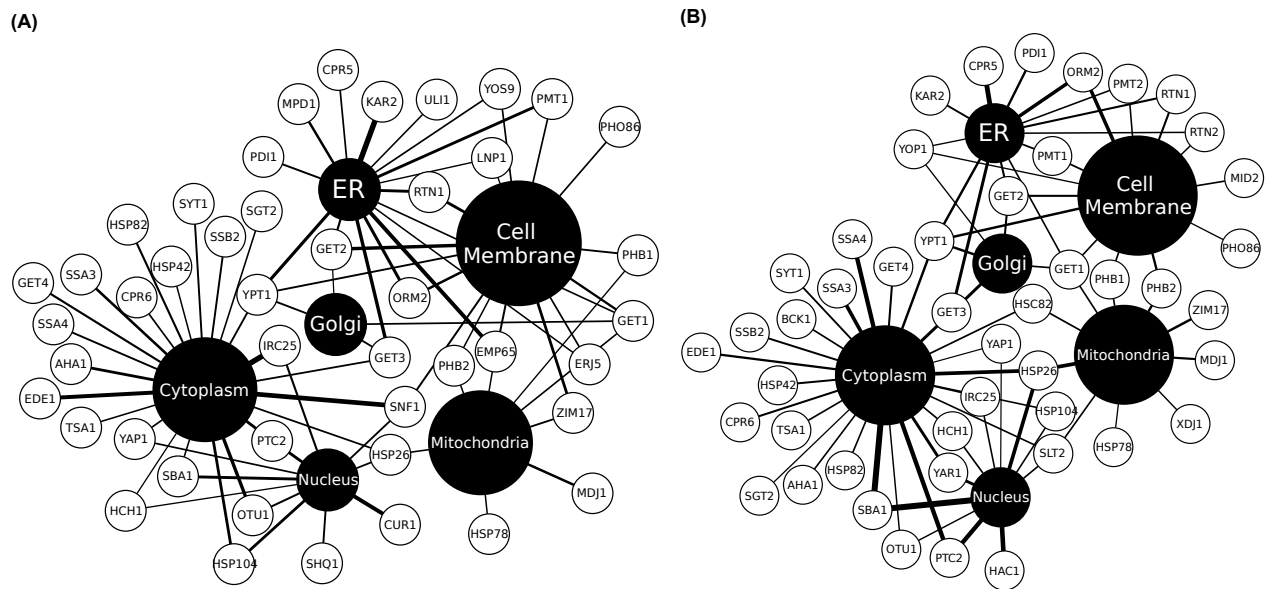 (A)
(B)
CPR5
MPD1
KAR2
ULI1
YOS9
PMT1
PHO86
PDI1
LNP1
ER
RTN1
SYT1
SGT2
HSP82
SSB2
GET2
Cell
Membrane
PHB1
HSP42
SSA3
GET4
CPR6
YPT1
ORM2
SSA4
Golgi
GET1
IRC25
GET3
EMP65
AHA1
PHB2
ERJ5
Cytoplasm
EDE1
SNF1
ZIM17
TSA1
YAP1
PTC2
Mitochondria
HSP26
SBA1
Nucleus
MDJ1
HCH1
OTU1
CUR1
HSP78
HSP104
SHQ1
PDI1
CPR5
ORM2
PMT2
KAR2
RTN1
ER
RTN2
YOP1
PMT1
MID2
Cell
Membrane
GET2
SSA4
YPT1
PHO86
GET4
Golgi
GET1
SYT1
PHB1
SSA3
PHB2
HSC82
ZIM17
BCK1
GET3
SSB2
YAP1
EDE1
Mitochondria
MDJ1
Cytoplasm
HSP26
HSP42
IRC25
HSP104
CPR6
XDJ1
TSA1
HCH1
HSP78
SLT2
HSP82
YAR1
AHA1
SGT2
Nucleus
SBA1
OTU1
PTC2
HAC1